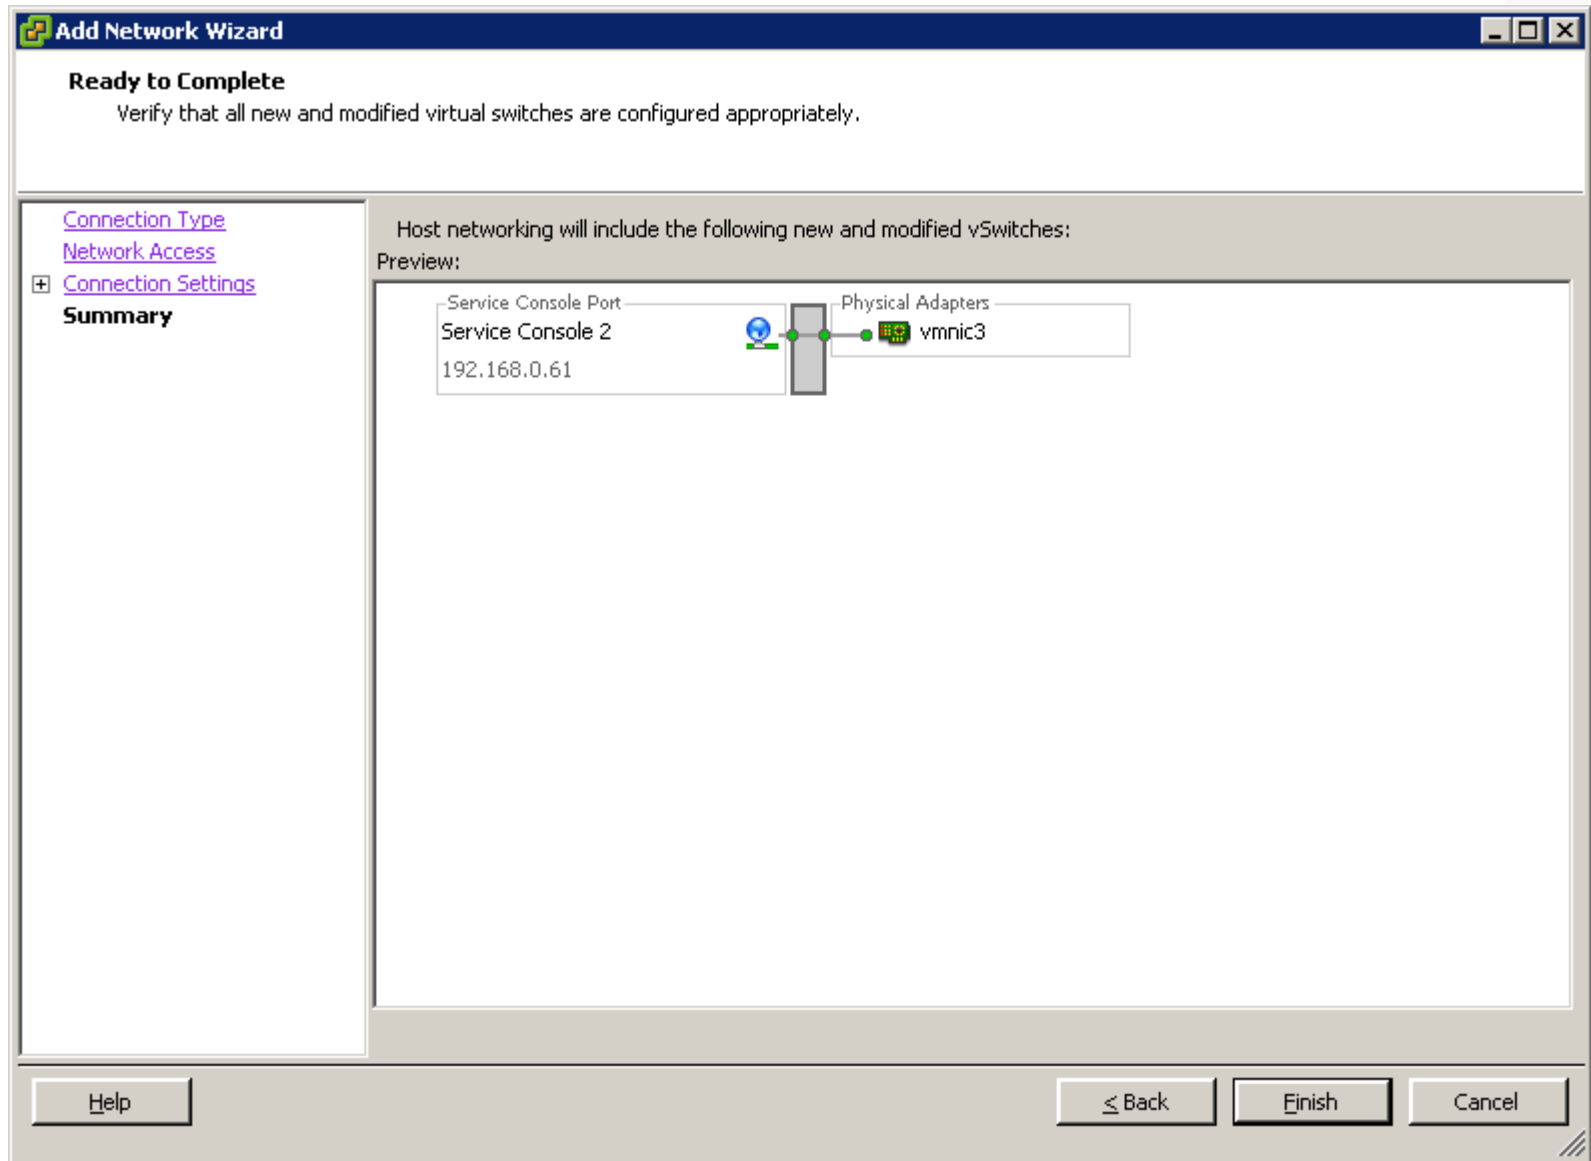 Add Network Wizard
Ready to Complete
Verify that all new and modified virtual switches are configured appropriately.
Connection Type
Network Access
Connection Settings
Summary
Host networking will include the following new and modified vSwitches:
Preview:
Service Console Port
Service Console 2
192.168.0.61
Physical Adapters
vmnic3
Help
< Back
Finish
Cancel